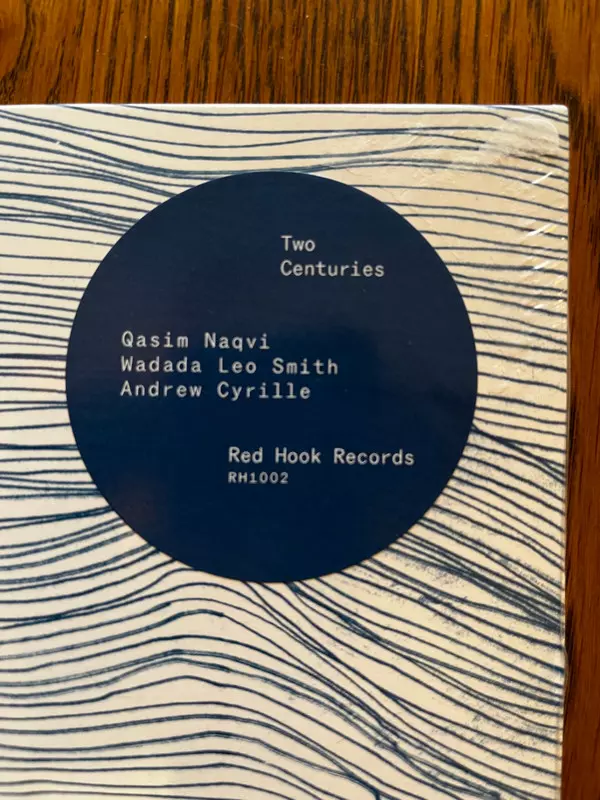 Two
Centuries
Qasim Naqvi
Wadada Leo Smith
Andrew Cyrille
Red Hook Records
RH1002